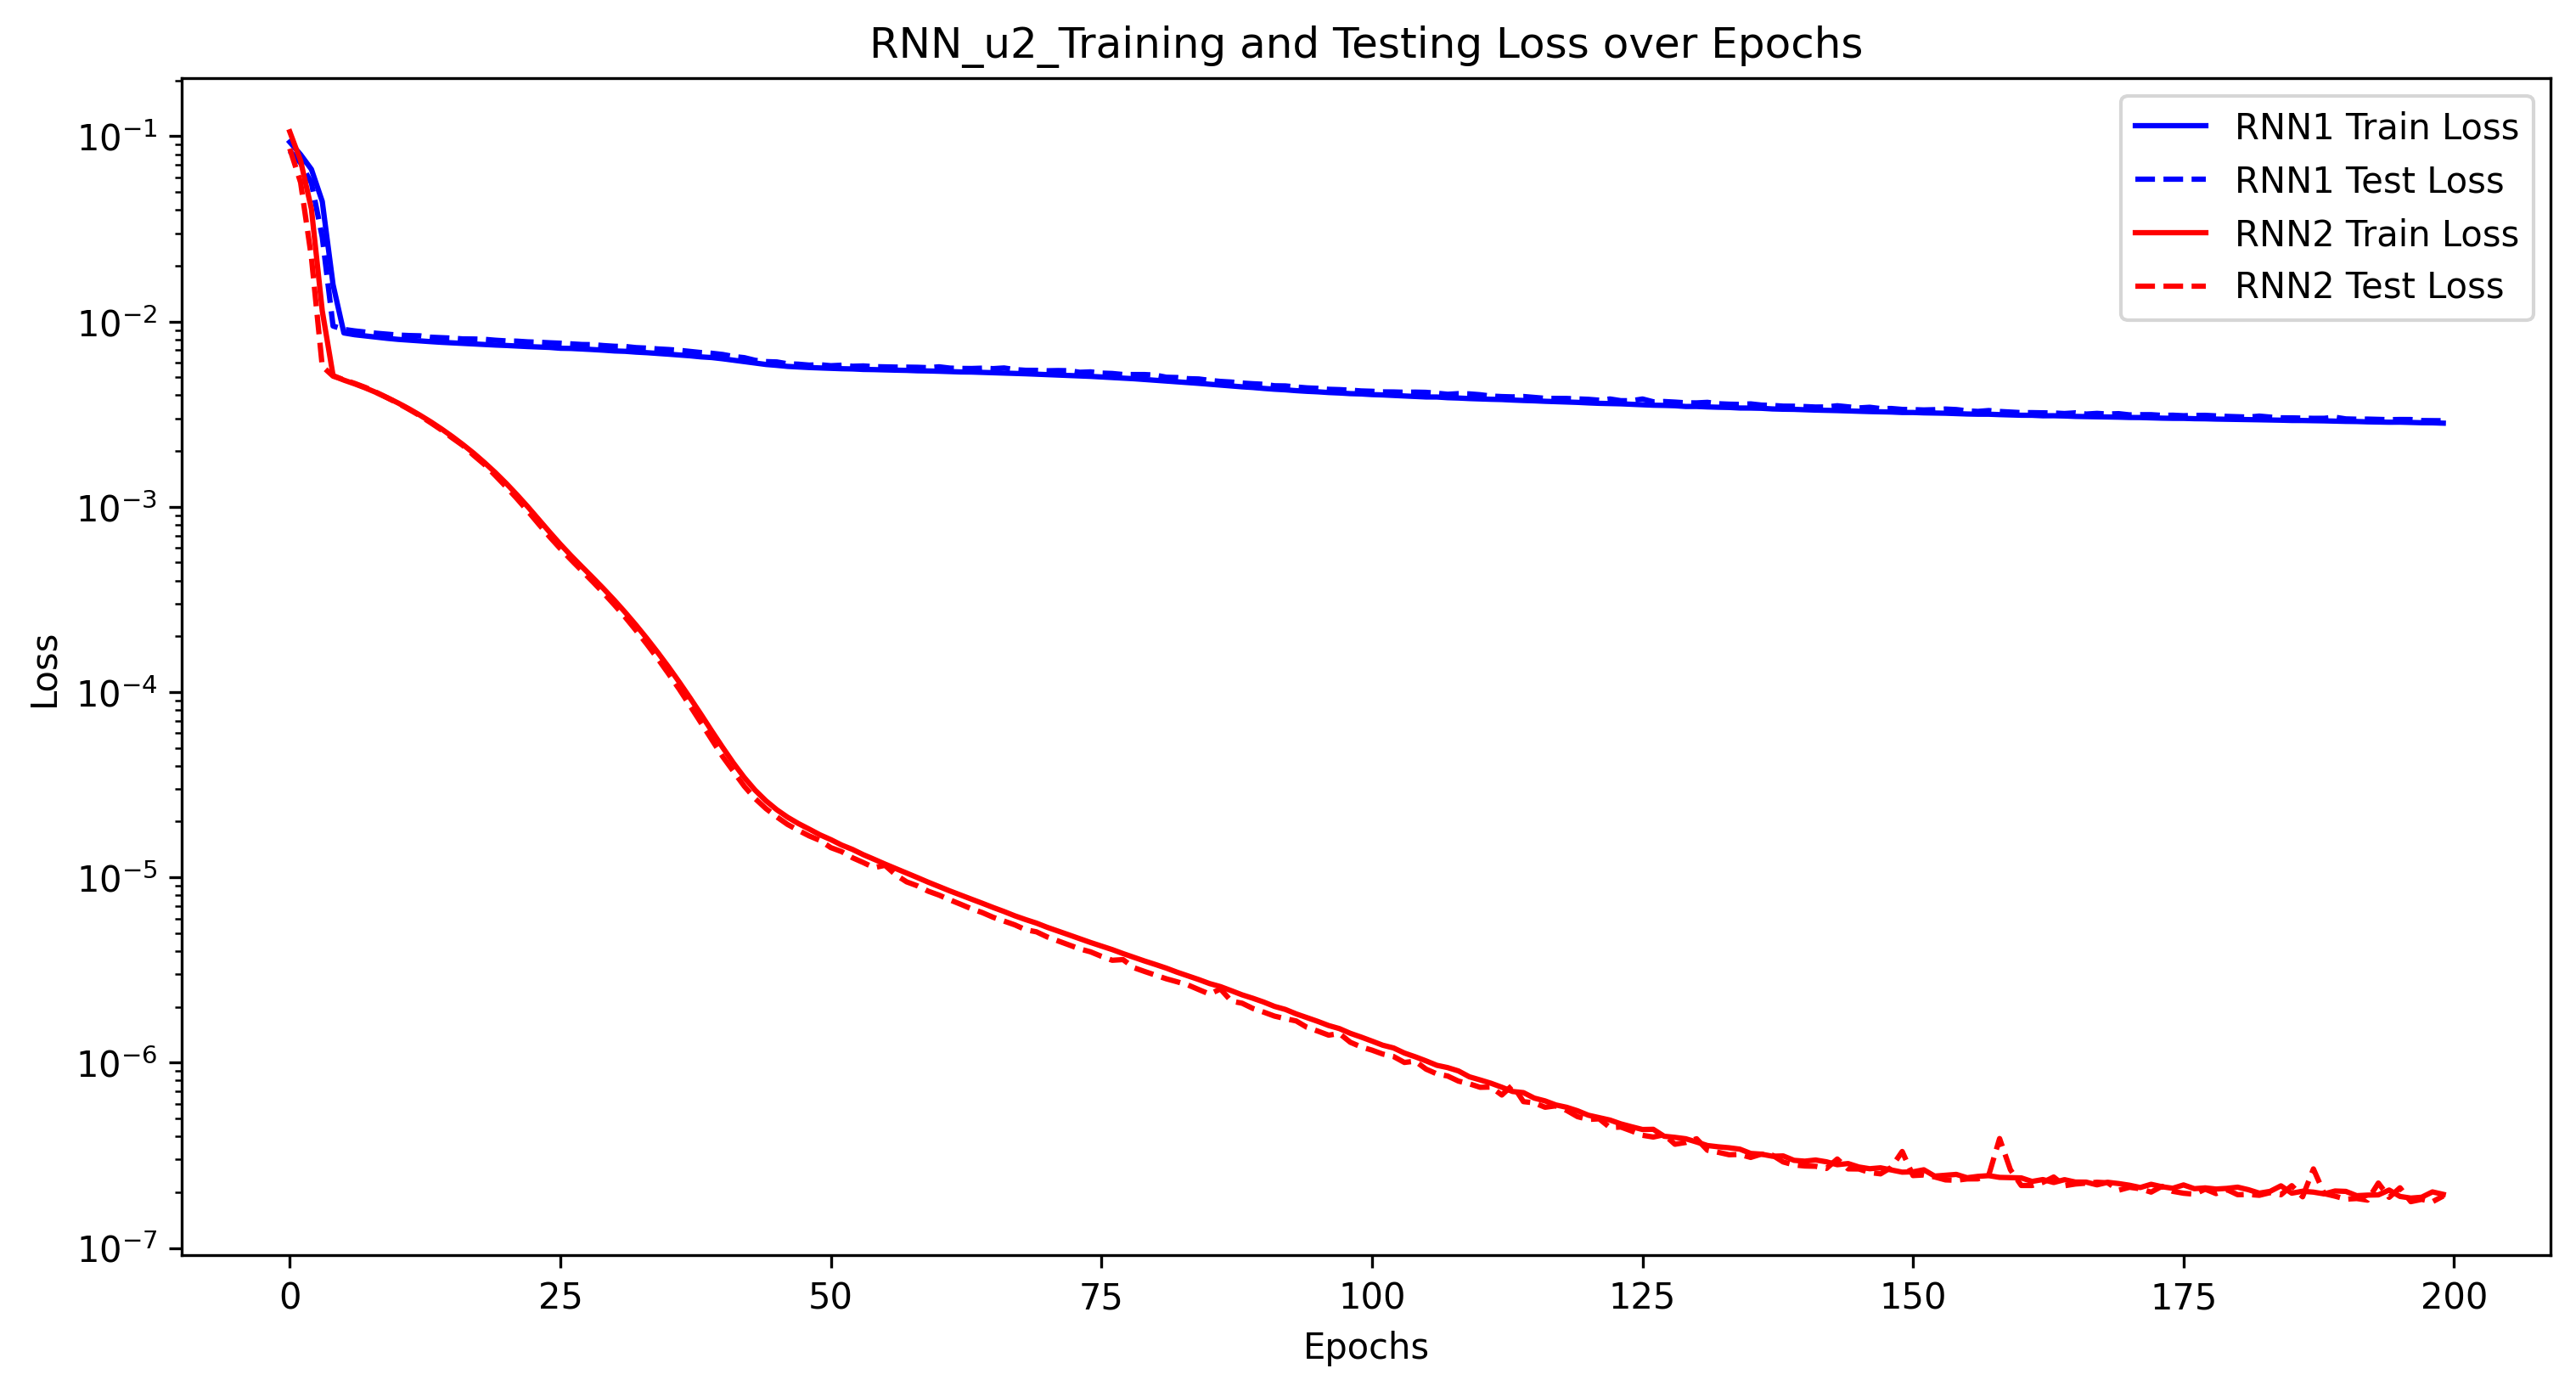 RNN_u2_Training and Testing Loss over Epochs
RNN1 Train Loss
RNN1 Test Loss
RNN2 Train Loss
RNN2 Test Loss
Loss
10⁻¹
10⁻²
10⁻³
10⁻⁴
10⁻⁵
10⁻⁶
10⁻⁷
0 25 50 75 100 125 150 175 200
Epochs